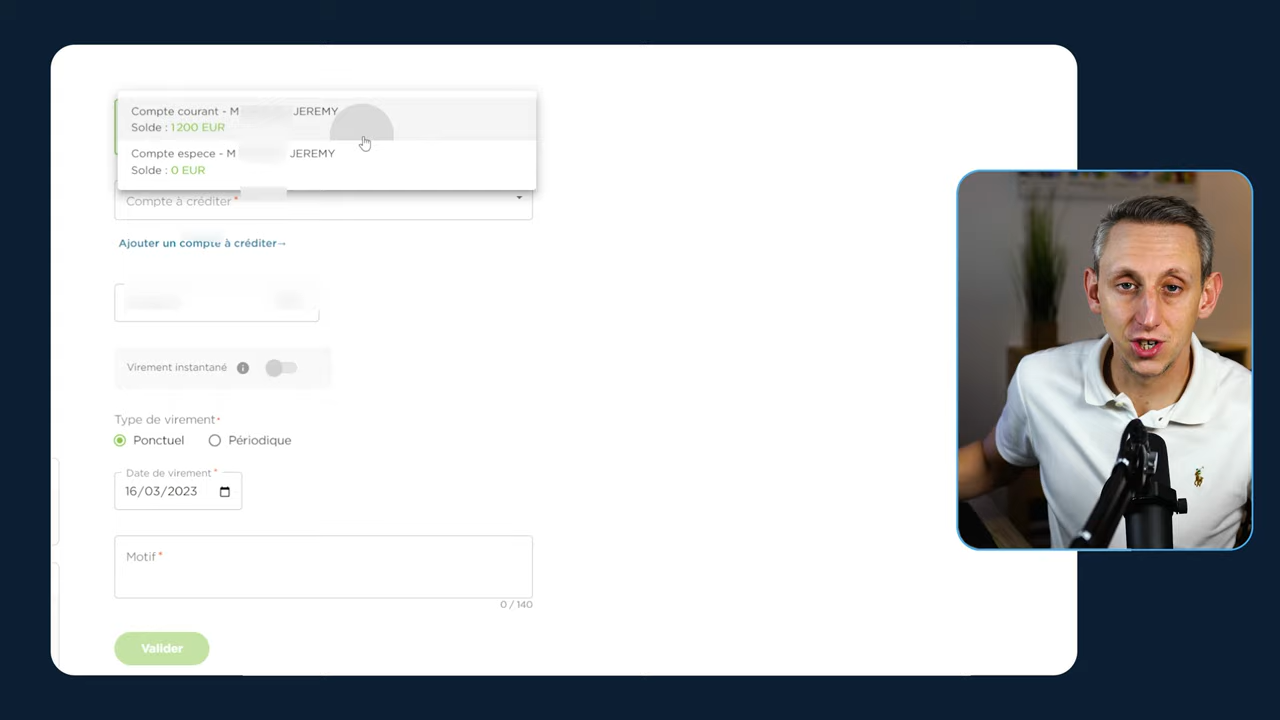 Compte courant - M JEREMY
Solde : 1200 EUR
Compte espece - M JEREMY
Solde : 0 EUR
Compte à créditer *
Ajouter un compte à créditer→
Virement instantané
Type de virement*
Ponctuel Périodique
Date de virement *
16/03/2023
Motif *
0 / 140
Valider